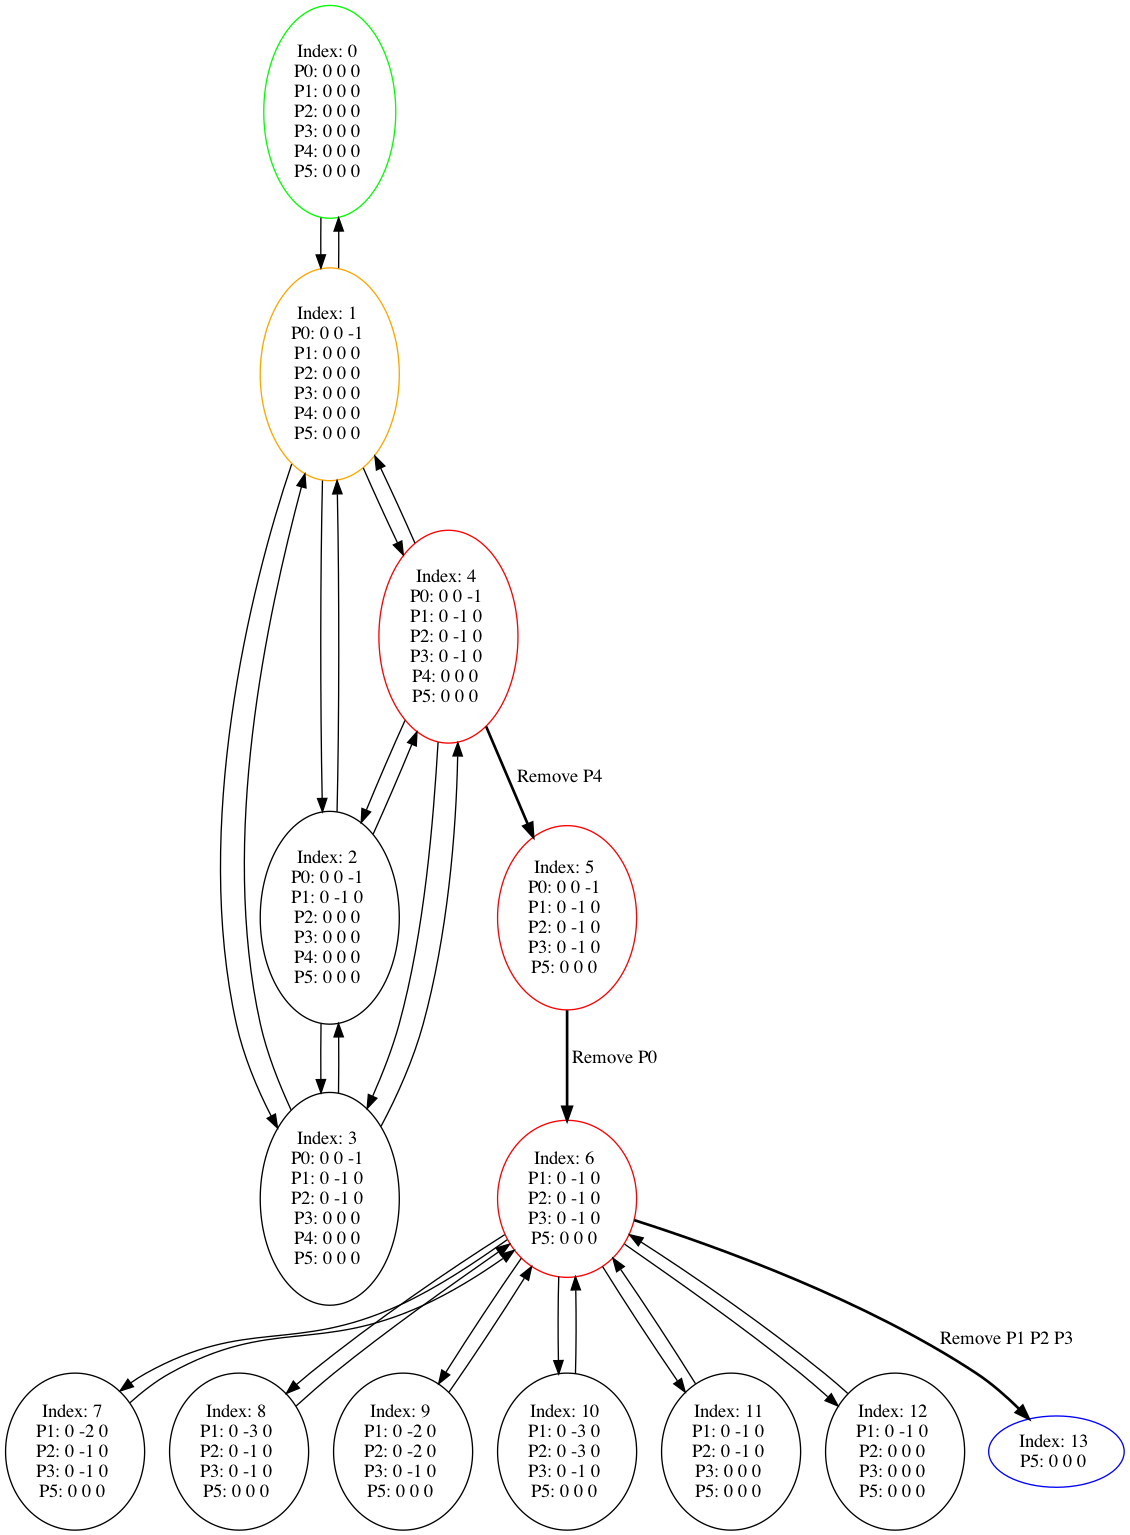 Index: 0
P0: 0 0 0
P1: 0 0 0
P2: 0 0 0
P3: 0 0 0
P4: 0 0 0
P5: 0 0 0
Index: 1
P0: 0 0 -1
P1: 0 0 0
P2: 0 0 0
P3: 0 0 0
P4: 0 0 0
P5: 0 0 0
Index: 4
P0: 0 0 -1
P1: 0 -1 0
P2: 0 -1 0
P3: 0 -1 0
P4: 0 0 0
P5: 0 0 0
Remove P4
Index: 2
P0: 0 0 -1
P1: 0 -1 0
P2: 0 0 0
P3: 0 0 0
P4: 0 0 0
P5: 0 0 0
Index: 5
P0: 0 0 -1
P1: 0 -1 0
P2: 0 -1 0
P3: 0 -1 0
P5: 0 0 0
Remove P0
Index: 3
P0: 0 0 -1
P1: 0 -1 0
P2: 0 -1 0
P3: 0 0 0
P4: 0 0 0
P5: 0 0 0
Index: 6
P1: 0 -1 0
P2: 0 -1 0
P3: 0 -1 0
P5: 0 0 0
Remove P1 P2 P3
Index: 7
P1: 0 -2 0
P2: 0 -1 0
P3: 0 -1 0
P5: 0 0 0
Index: 8
P1: 0 -3 0
P2: 0 -1 0
P3: 0 -1 0
P5: 0 0 0
Index: 9
P1: 0 -2 0
P2: 0 -2 0
P3: 0 -1 0
P5: 0 0 0
Index: 10
P1: 0 -3 0
P2: 0 -3 0
P3: 0 -1 0
P5: 0 0 0
Index: 11
P1: 0 -1 0
P2: 0 -1 0
P3: 0 0 0
P5: 0 0 0
Index: 12
P1: 0 -1 0
P2: 0 0 0
P3: 0 0 0
P5: 0 0 0
Index: 13
P5: 0 0 0